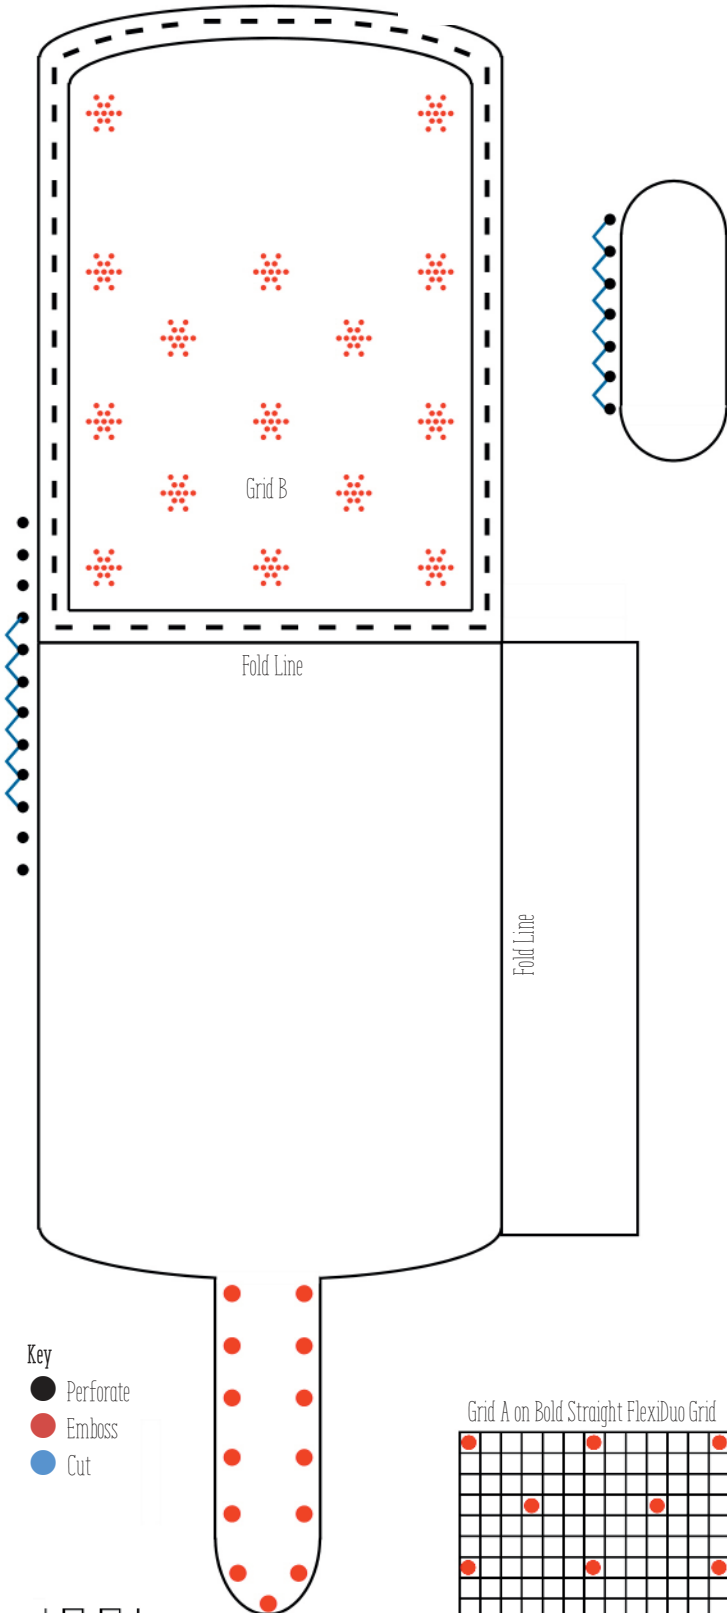 Grid B
Fold Line
Fold Line
Key
Perforate
Emboss
Cut
Grid A on Bold Straight FlexiDuo Grid